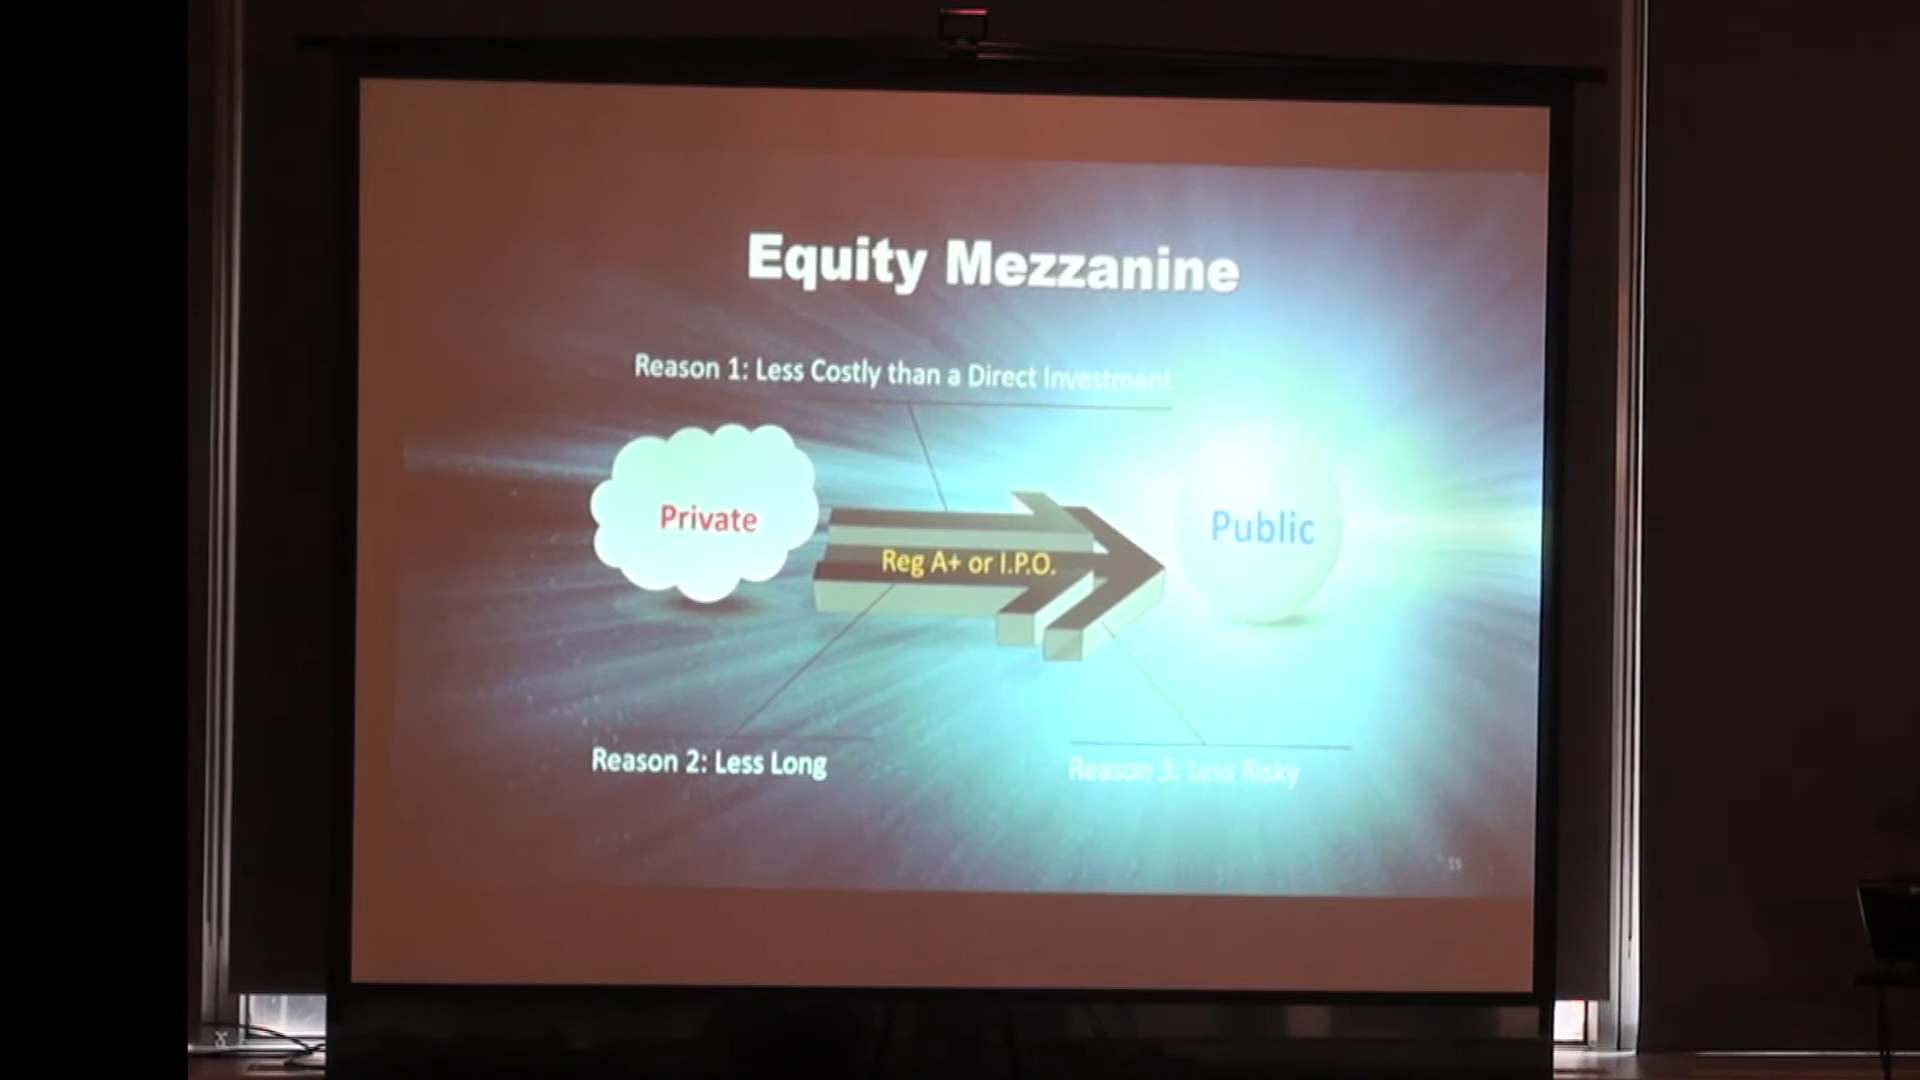 Equity Mezzanine
Reason 1: Less Costly than a Direct Investment
Private
Reg A+ or I.P.O.
Public
Reason 2: Less Long
Reason 3: Less Risky
15